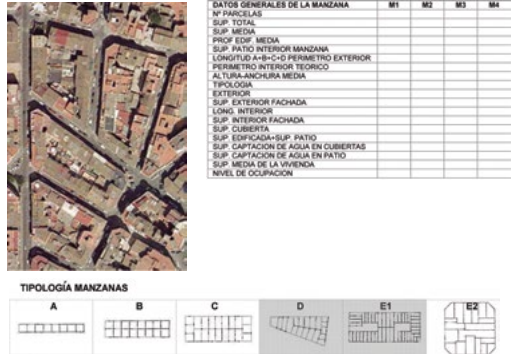 DATOS GENERALES DE LA MANZANA M1 M2 M3 M4
Nº PARCELAS
SUP. TOTAL
SUP. MEDIA
PROF EDIF. MEDIA
SUP. PATIO INTERIOR MANZANA
LONGITUD A+B+C+D PERIMETRO EXTERIOR
PERIMETRO INTERIOR TEORICO
ALTURA-ANCHURA MEDIA
TIPOLOGIA
EXTERIOR
SUP. EXTERIOR FACHADA
LONG. INTERIOR
SUP. INTERIOR FACHADA
SUP. CUBIERTA
SUP. EDIFICADA+SUP. PATIO
SUP. CAPTACION DE AGUA EN CUBIERTAS
SUP. CAPTACION DE AGUA EN PATIO
SUP. MEDIA DE LA VIVIENDA
NIVEL DE OCUPACION
TIPOLOGÍA MANZANAS
A B C D E1 E2